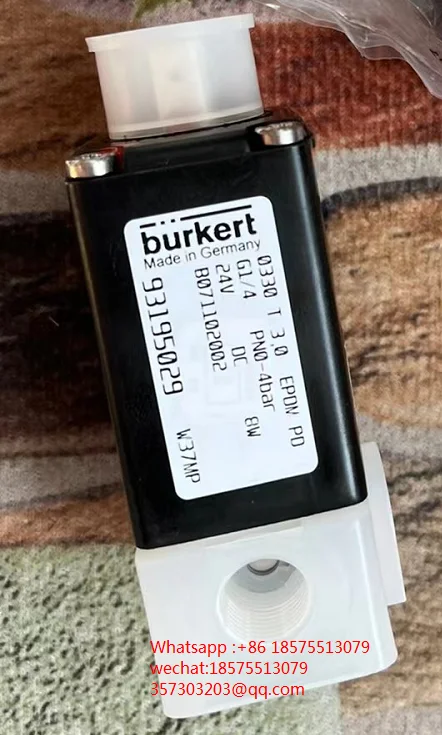 bürkert
Made in Germany
0330 T 3,0 EPDM PD
G1/4 PN0-4bar
24V DC 8W
B071102002
93195029 W37MP
Whatsapp :+86 18575513079
wechat:18575513079
357303203@qq.com